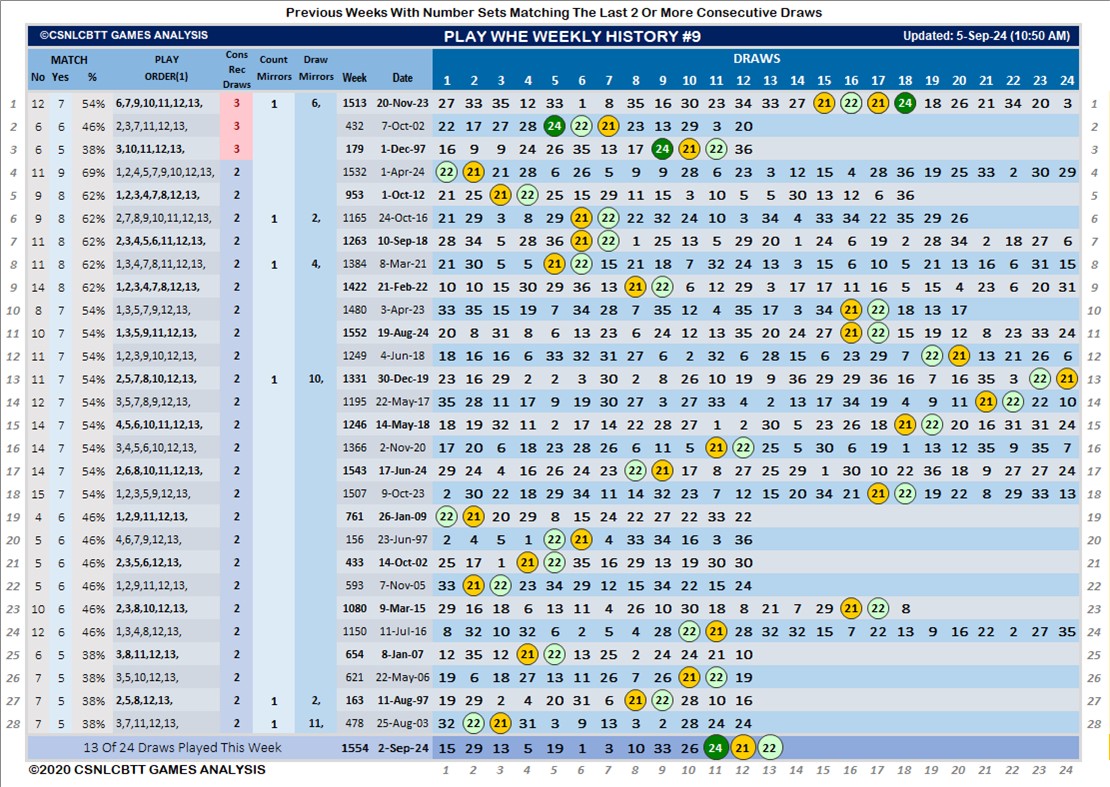 Previous Weeks With Number Sets Matching The Last 2 Or More Consecutive Draws
©CSNLCBTT GAMES ANALYSIS PLAY WHE WEEKLY HISTORY #9 Updated: 5-Sep-24 (10:50 AM)
MATCH PLAY Cons Count Draw DRAWS
No Yes % ORDER(1) Rec Draws Mirrors Mirrors Week Date 1 2 3 4 5 6 7 8 9 10 11 12 13 14 15 16 17 18 19 20 21 22 23 24
1 12 7 54% 6,7,9,10,11,12,13, 3 1 6, 1513 20-Nov-23 27 33 35 12 33 1 8 35 16 30 23 34 33 27 21 22 21 24 18 26 21 34 20 3 1
2 6 6 46% 2,3,7,11,12,13, 3 432 7-Oct-02 22 17 27 28 24 22 21 23 13 29 3 20 2
3 6 5 38% 3,10,11,12,13, 3 179 1-Dec-97 16 9 9 24 26 35 13 17 24 21 22 36 3
4 11 9 69% 1,2,4,5,7,9,10,12,13, 2 1532 1-Apr-24 22 21 21 28 6 26 5 9 9 28 6 23 3 12 15 4 28 36 19 25 33 2 30 29 4
5 9 8 62% 1,2,3,4,7,8,12,13, 2 953 1-Oct-12 21 25 21 22 25 15 29 11 15 3 10 5 5 30 13 12 6 36 5
6 9 8 62% 2,7,8,9,10,11,12,13, 2 1 2, 1165 24-Oct-16 21 29 3 8 29 21 22 22 32 24 10 3 34 4 33 34 22 35 29 26 6
7 11 8 62% 2,3,4,5,6,11,12,13, 2 1263 10-Sep-18 28 34 5 28 36 21 22 1 25 13 5 29 20 1 24 6 19 2 28 34 2 18 27 6 7
8 11 8 62% 1,3,4,7,8,11,12,13, 2 1 4, 1384 8-Mar-21 21 30 5 5 21 22 15 21 18 7 32 24 13 3 15 6 10 5 21 13 16 6 31 15 8
9 14 8 62% 1,2,3,4,7,8,12,13, 2 1422 21-Feb-22 10 10 15 30 29 36 13 21 22 6 12 29 3 17 17 11 16 5 15 4 23 6 20 31 9
10 8 7 54% 1,3,5,7,9,12,13, 2 1480 3-Apr-23 33 35 15 19 7 34 28 7 35 12 4 35 17 3 34 21 22 18 13 17 10
11 10 7 54% 1,3,5,9,11,12,13, 2 1552 19-Aug-24 20 8 31 8 6 13 23 6 24 12 13 35 20 24 27 21 22 15 19 12 8 23 33 24 11
12 11 7 54% 1,2,3,9,10,12,13, 2 1249 4-Jun-18 18 16 16 6 33 32 31 27 6 2 32 6 28 15 6 23 29 7 22 21 13 21 26 6 12
13 11 7 54% 2,5,7,8,10,12,13, 2 1 10, 1331 30-Dec-19 23 16 29 2 2 3 30 2 8 26 10 19 9 36 29 29 36 16 7 16 35 3 22 21 13
14 12 7 54% 3,5,7,8,9,12,13, 2 1195 22-May-17 35 28 11 17 9 19 30 27 3 27 33 4 2 13 17 34 19 4 9 11 21 22 22 10 14
15 14 7 54% 4,5,6,10,11,12,13, 2 1246 14-May-18 18 19 32 11 2 17 14 22 28 27 1 2 30 5 23 26 18 21 22 20 16 31 31 24 15
16 14 7 54% 3,4,5,6,10,12,13, 2 1366 2-Nov-20 17 20 6 18 23 28 26 6 11 5 21 22 25 5 30 6 19 1 13 12 35 9 35 7 16
17 14 7 54% 2,6,8,10,11,12,13, 2 1543 17-Jun-24 29 24 4 16 26 24 23 22 21 17 8 27 25 29 1 30 10 22 36 18 9 27 27 24 17
18 15 7 54% 1,2,3,5,9,12,13, 2 1507 9-Oct-23 2 30 22 18 29 34 11 14 32 23 7 12 15 20 34 21 21 22 19 22 8 29 33 13 18
19 4 6 46% 1,2,9,11,12,13, 2 761 26-Jan-09 22 21 20 29 8 15 24 22 27 22 33 22 19
20 5 6 46% 4,6,7,9,12,13, 2 156 23-Jun-97 2 4 5 1 22 21 4 33 34 16 3 36 20
21 5 6 46% 2,3,5,6,12,13, 2 433 14-Oct-02 25 17 1 21 22 35 16 29 13 19 30 30 21
22 5 6 46% 1,2,9,11,12,13, 2 593 7-Nov-05 33 21 22 23 34 29 12 15 34 22 15 24 22
23 10 6 46% 2,3,8,10,12,13, 2 1080 9-Mar-15 29 16 18 6 13 11 4 26 10 30 18 8 21 7 29 21 22 8 23
24 12 6 46% 1,3,4,8,12,13, 2 1150 11-Jul-16 8 32 10 32 6 2 5 4 28 22 21 28 32 32 15 7 22 13 9 16 22 2 27 35 24
25 6 5 38% 3,8,11,12,13, 2 654 8-Jan-07 12 35 12 21 22 13 25 2 24 24 21 10 25
26 7 5 38% 3,5,10,12,13, 2 621 22-May-06 19 6 18 27 13 11 26 7 26 21 22 19 26
27 7 5 38% 2,5,8,12,13, 2 1 2, 163 11-Aug-97 19 29 2 4 20 31 6 21 22 28 10 16 27
28 7 5 38% 3,7,11,12,13, 2 1 11, 478 25-Aug-03 32 22 21 31 3 9 13 3 2 28 24 24 28
13 Of 24 Draws Played This Week 1554 2-Sep-24 15 29 13 5 19 1 3 10 33 26 24 21 22
©2020 CSNLCBTT GAMES ANALYSIS 1 2 3 4 5 6 7 8 9 10 11 12 13 14 15 16 17 18 19 20 21 22 23 24